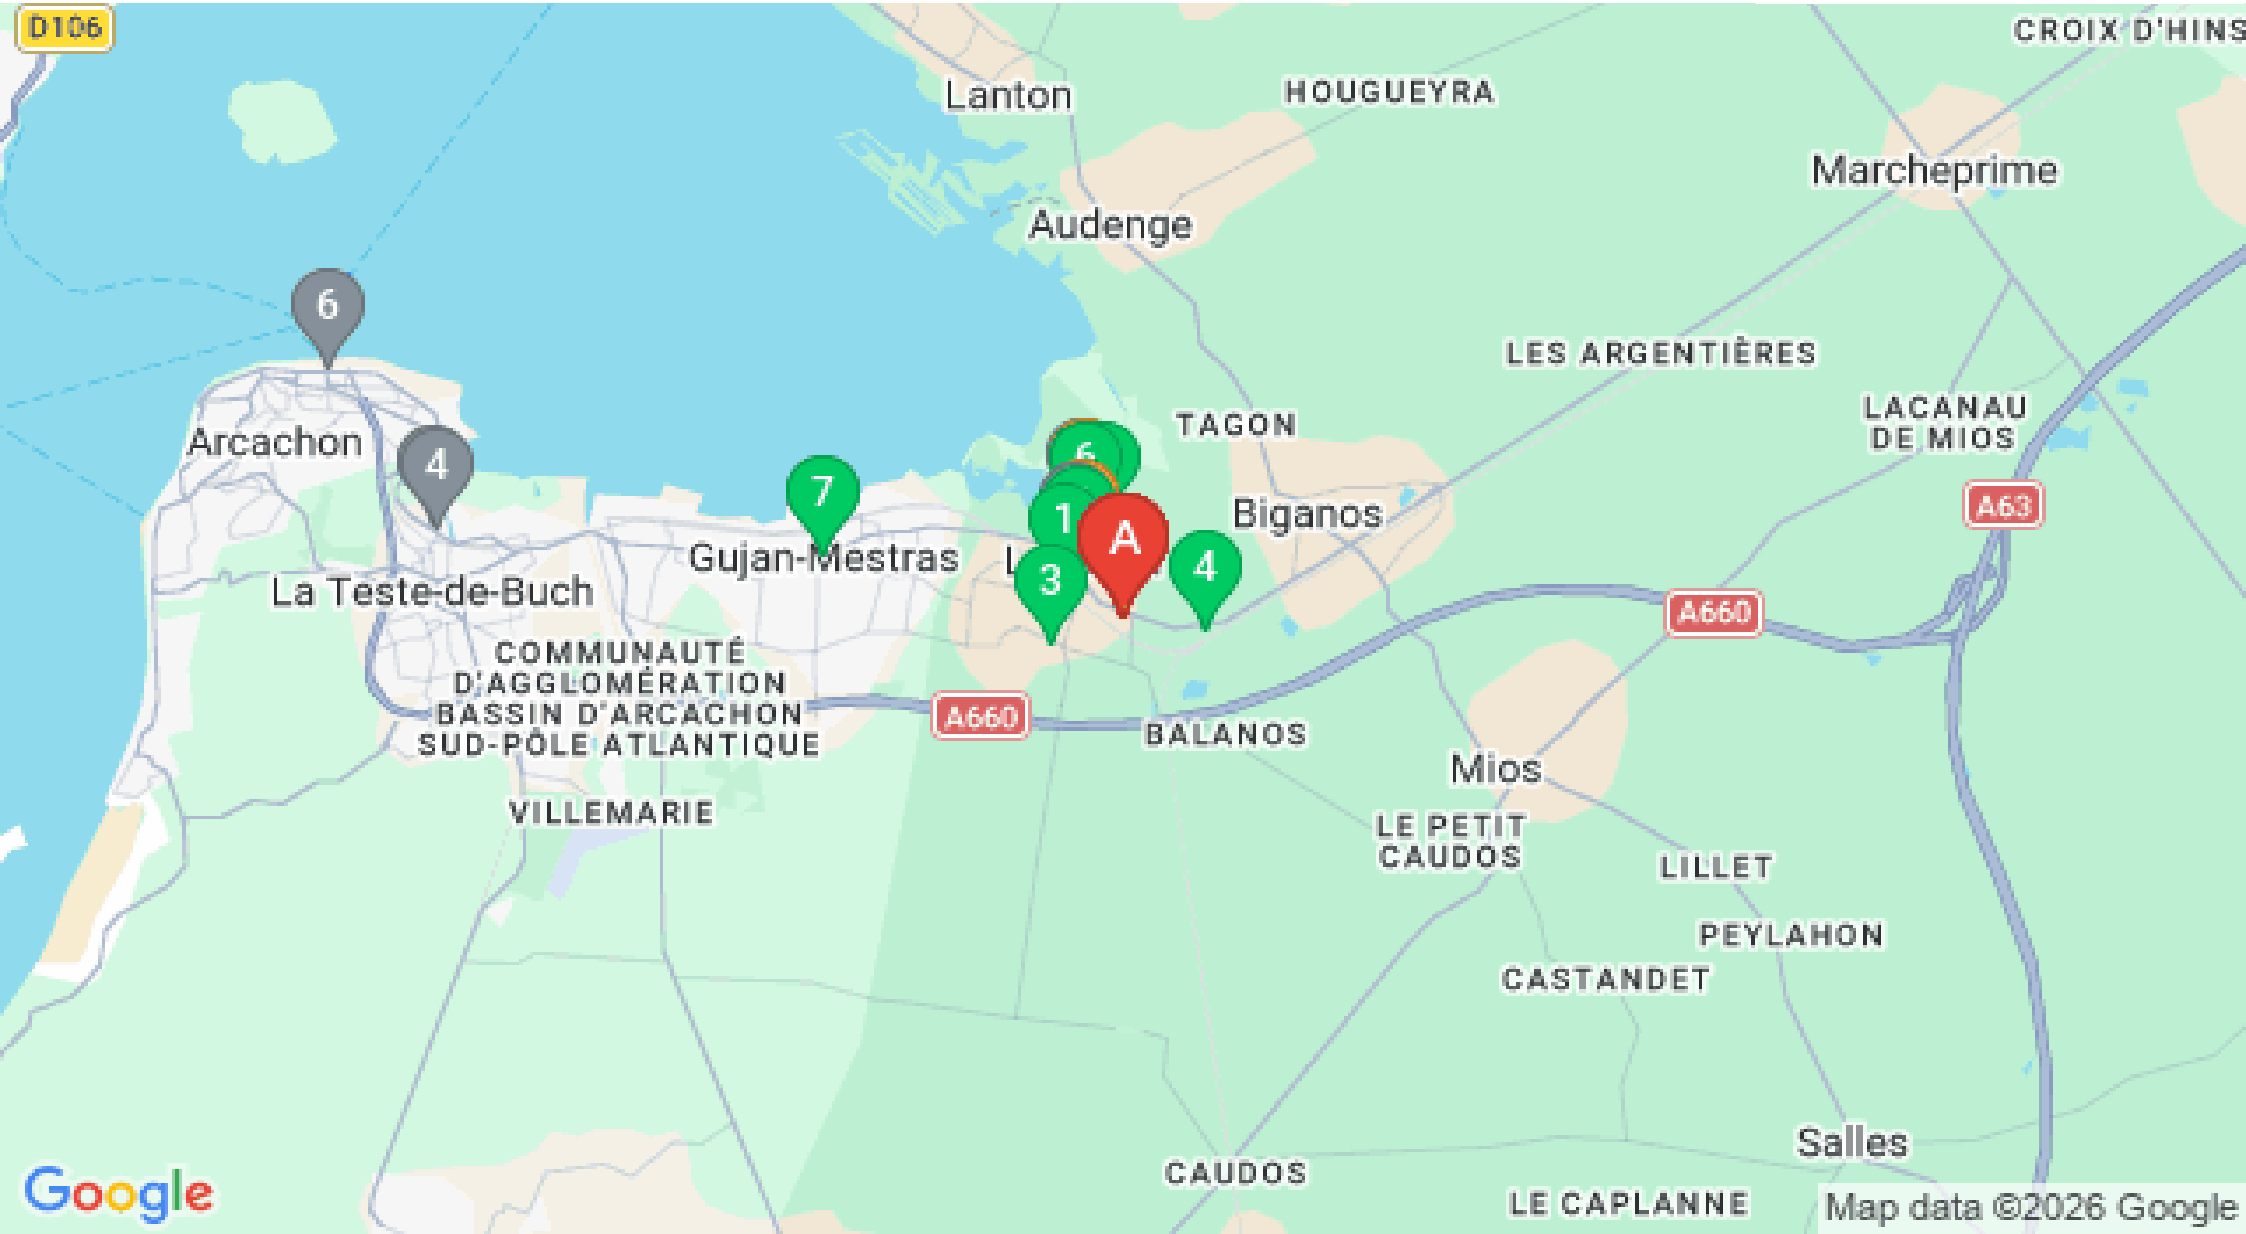 D106
CROIX D'HINS
Lanton
HOUGUEYRA
Marcheprime
Audenge
6
LES ARGENTIÈRES
LACANAU
DE MIOS
TAGON
Arcachon
4
6
7
1
A
Biganos
A63
Gujan-Mestras
3
4
La Teste-de-Buch
A660
COMMUNAUTÉ
D'AGGLOMÉRATION
BASSIN D'ARCACHON
SUD-PÔLE ATLANTIQUE
A660
BALANOS
Mios
VILLEMARIE
LE PETIT
CAUDOS
LILLET
PEYLAHON
CASTANDET
Salles
CAUDOS
LE CAPLANNE
Google
Map data ©2026 Google